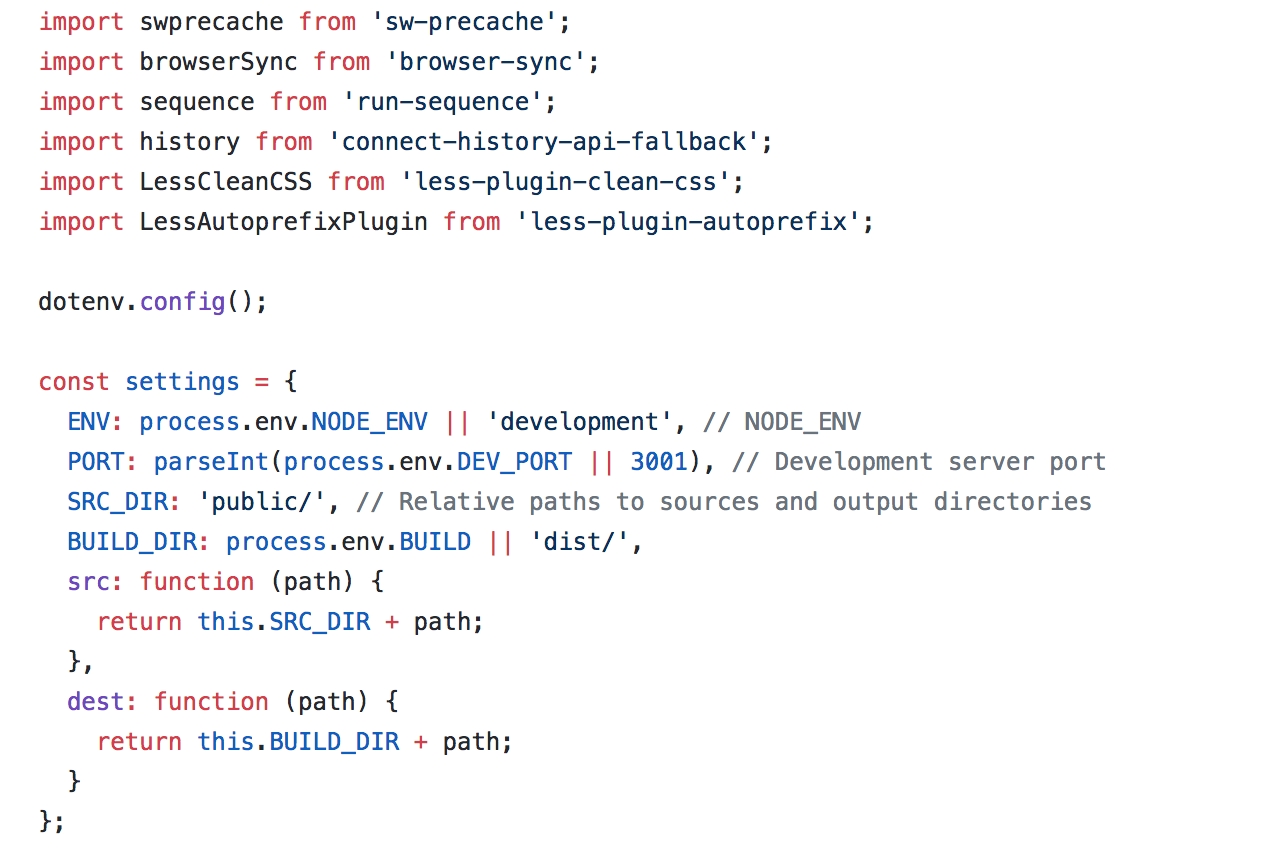 import swprecache from 'sw-precache';
import browserSync from 'browser-sync';
import sequence from 'run-sequence';
import history from 'connect-history-api-fallback';
import LessCleanCSS from 'less-plugin-clean-css';
import LessAutoprefixPlugin from 'less-plugin-autoprefix';

dotenv.config();

const settings = {
  ENV: process.env.NODE_ENV || 'development', // NODE_ENV
  PORT: parseInt(process.env.DEV_PORT || 3001), // Development server port
  SRC_DIR: 'public/', // Relative paths to sources and output directories
  BUILD_DIR: process.env.BUILD || 'dist/',
  src: function (path) {
    return this.SRC_DIR + path;
  },
  dest: function (path) {
    return this.BUILD_DIR + path;
  }
};